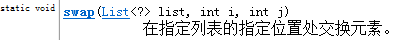 static void swap(List<?> list, int i, int j)
在指定列表的指定位置处交换元素。